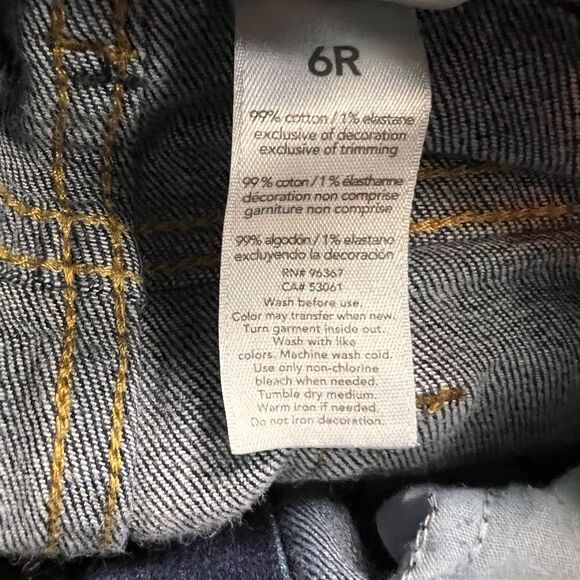 6R
99% cotton / 1% elastane
exclusive of decoration
exclusive of trimming
99% coton / 1% élasthanne
décoration non comprise
garniture non comprise
99% algodón / 1% elastano
excluyendo la decoración
RN# 96367
CA# 53061
Wash before use.
Color may transfer when new.
Turn garment inside out.
Wash with like
colors. Machine wash cold.
Use only non-chlorine
bleach when needed.
Tumble dry medium.
Warm iron if needed.
Do not iron decoration.